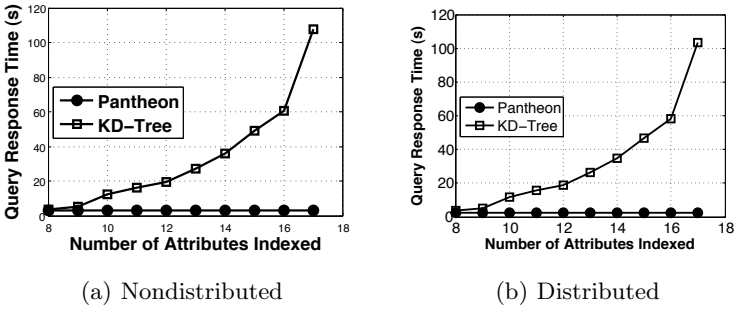 Query Response Time (s)
120
100
80
60
40
20
0
Pantheon
KD-Tree
8 10 12 14 16 18
Number of Attributes Indexed
(a) Nondistributed
Query Response Time (s)
120
100
80
60
40
20
0
Pantheon
KD-Tree
8 10 12 14 16 18
Number of Attributes Indexed
(b) Distributed